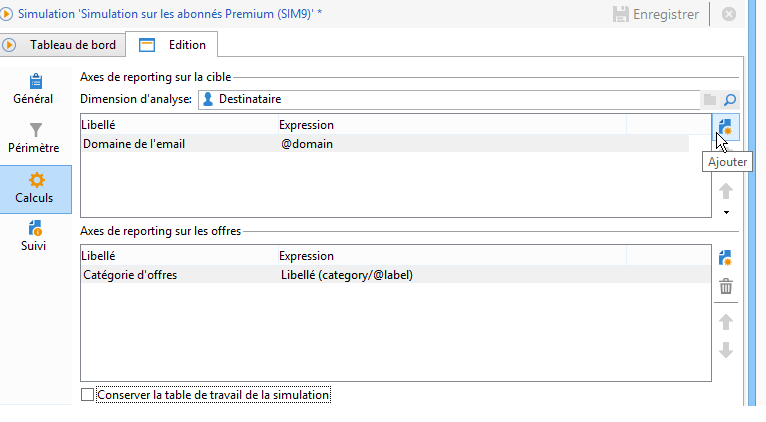 Simulation 'Simulation sur les abonnés Premium (SIM9)' *
Enregistrer
Tableau de bord
Edition
Général
Périmètre
Calculs
Suivi
Axes de reporting sur la cible
Dimension d'analyse:
Destinataire
Libellé Expression
Domaine de l'email @domain
Ajouter
Axes de reporting sur les offres
Libellé Expression
Catégorie d'offres Libellé (category/@label)
Conserver la table de travail de la simulation